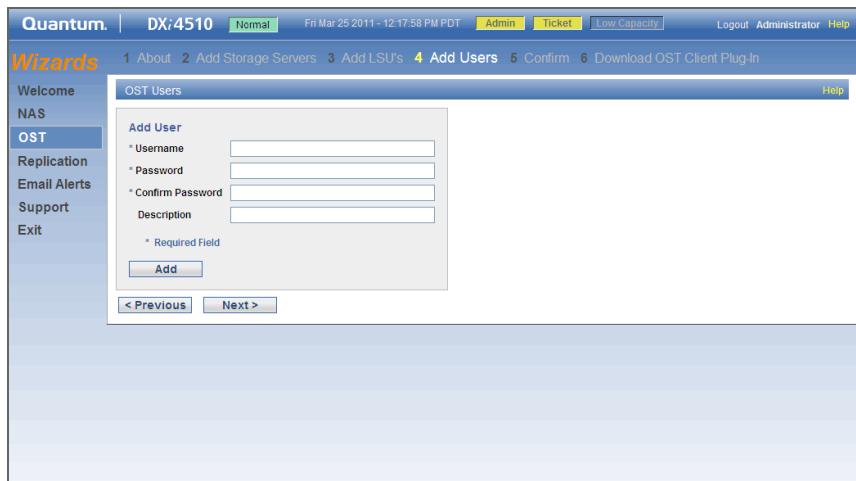 Quantum. DXi4510 Normal Fri Mar 25 2011 - 12:17:58 PM PDT Admin Ticket Low Capacity Logout Administrator Help
Wizards 1 About 2 Add Storage Servers 3 Add LSU's 4 Add Users 5 Confirm 6 Download OST Client Plug-In
Welcome
NAS
OST
Replication
Email Alerts
Support
Exit
OST Users Help
Add User
* Username
* Password
* Confirm Password
Description
* Required Field
Add
< Previous Next >